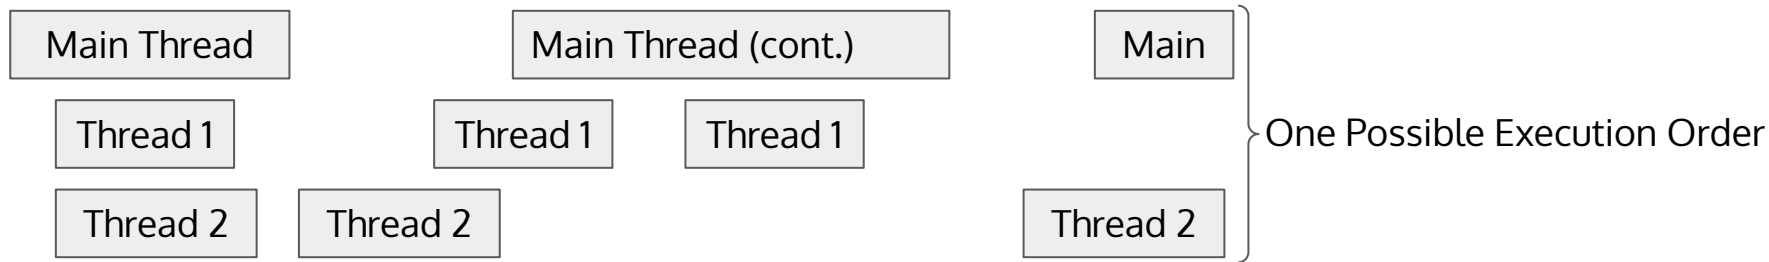 Main Thread Main Thread (cont.) Main
Thread 1 Thread 1 Thread 1 One Possible Execution Order
Thread 2 Thread 2 Thread 2